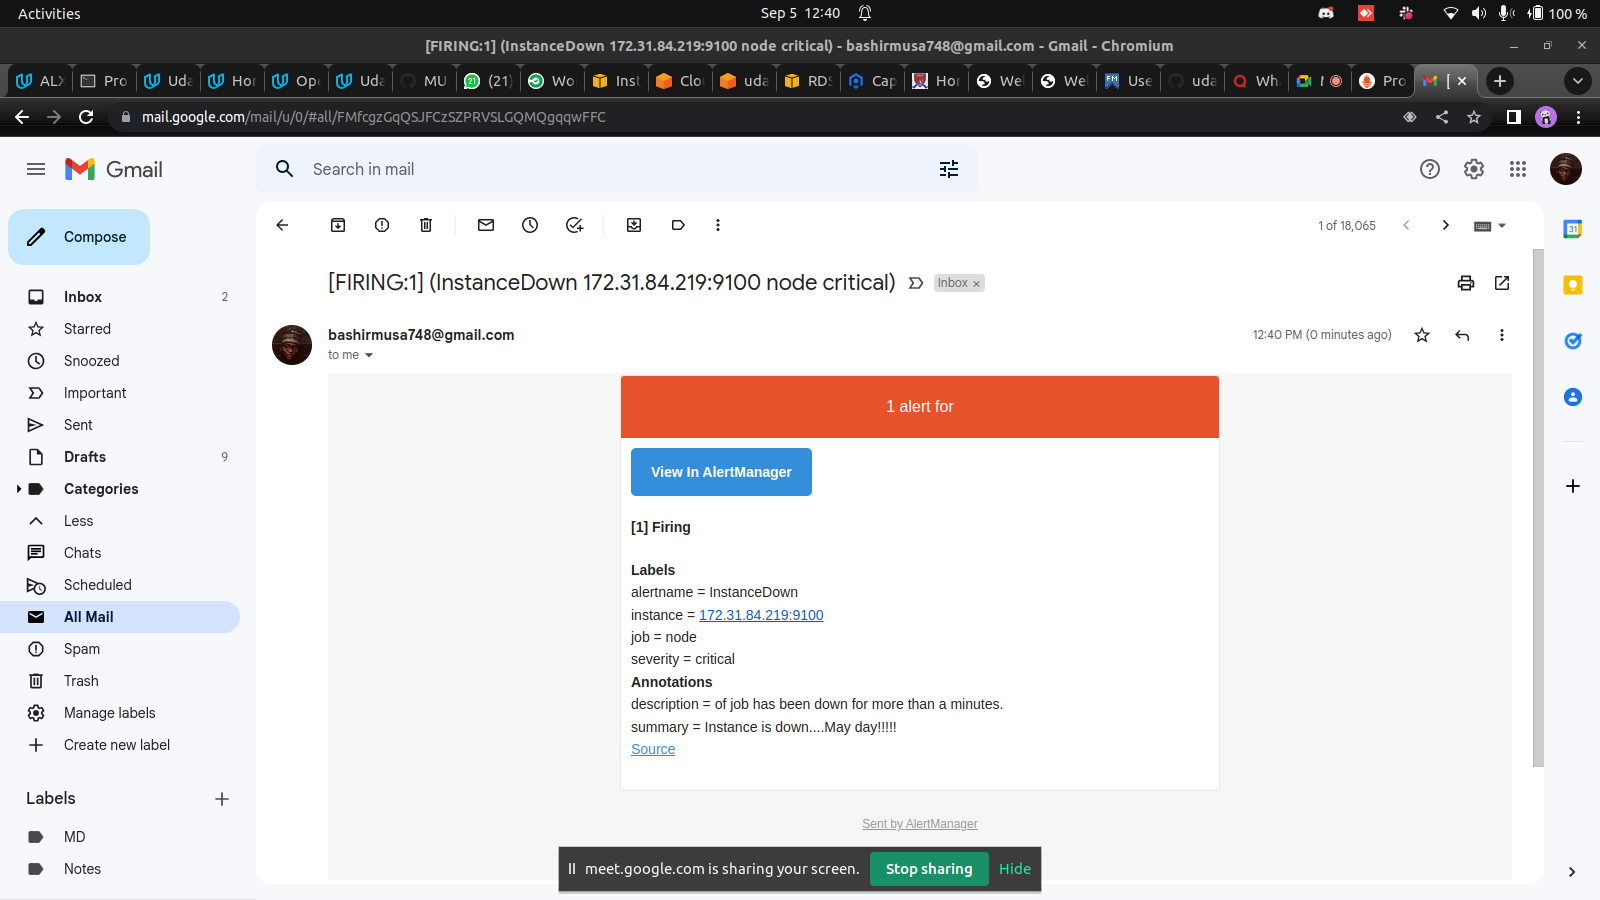 Activities
Sep 5 12:40
100 %
[FIRING:1] (InstanceDown 172.31.84.219:9100 node critical) - bashirmusa748@gmail.com - Gmail - Chromium
ALX
Pro
Uda
Hor
Ope
Uda
MU
(21)
Wo
Inst
Clo
uda
RDS
Cap
Hor
Wel
Wel
Use
uda
Wha
Pro
[
mail.google.com/mail/u/0/#all/FMfcgzGqQSJFCzSZPRVSLGQMQgqqwFFC
Gmail
Search in mail
Compose
1 of 18,065
[FIRING:1] (InstanceDown 172.31.84.219:9100 node critical)
Inbox ×
Inbox 2
Starred
Snoozed
Important
Sent
Drafts 9
Categories
Less
Chats
Scheduled
All Mail
Spam
Trash
Manage labels
Create new label
Labels
MD
Notes
bashirmusa748@gmail.com
12:40 PM (0 minutes ago)
to me
1 alert for
View In AlertManager
[1] Firing
Labels
alertname = InstanceDown
instance = 172.31.84.219:9100
job = node
severity = critical
Annotations
description = of job has been down for more than a minutes.
summary = Instance is down....May day!!!!!
Source
Sent by AlertManager
meet.google.com is sharing your screen.
Stop sharing
Hide
31